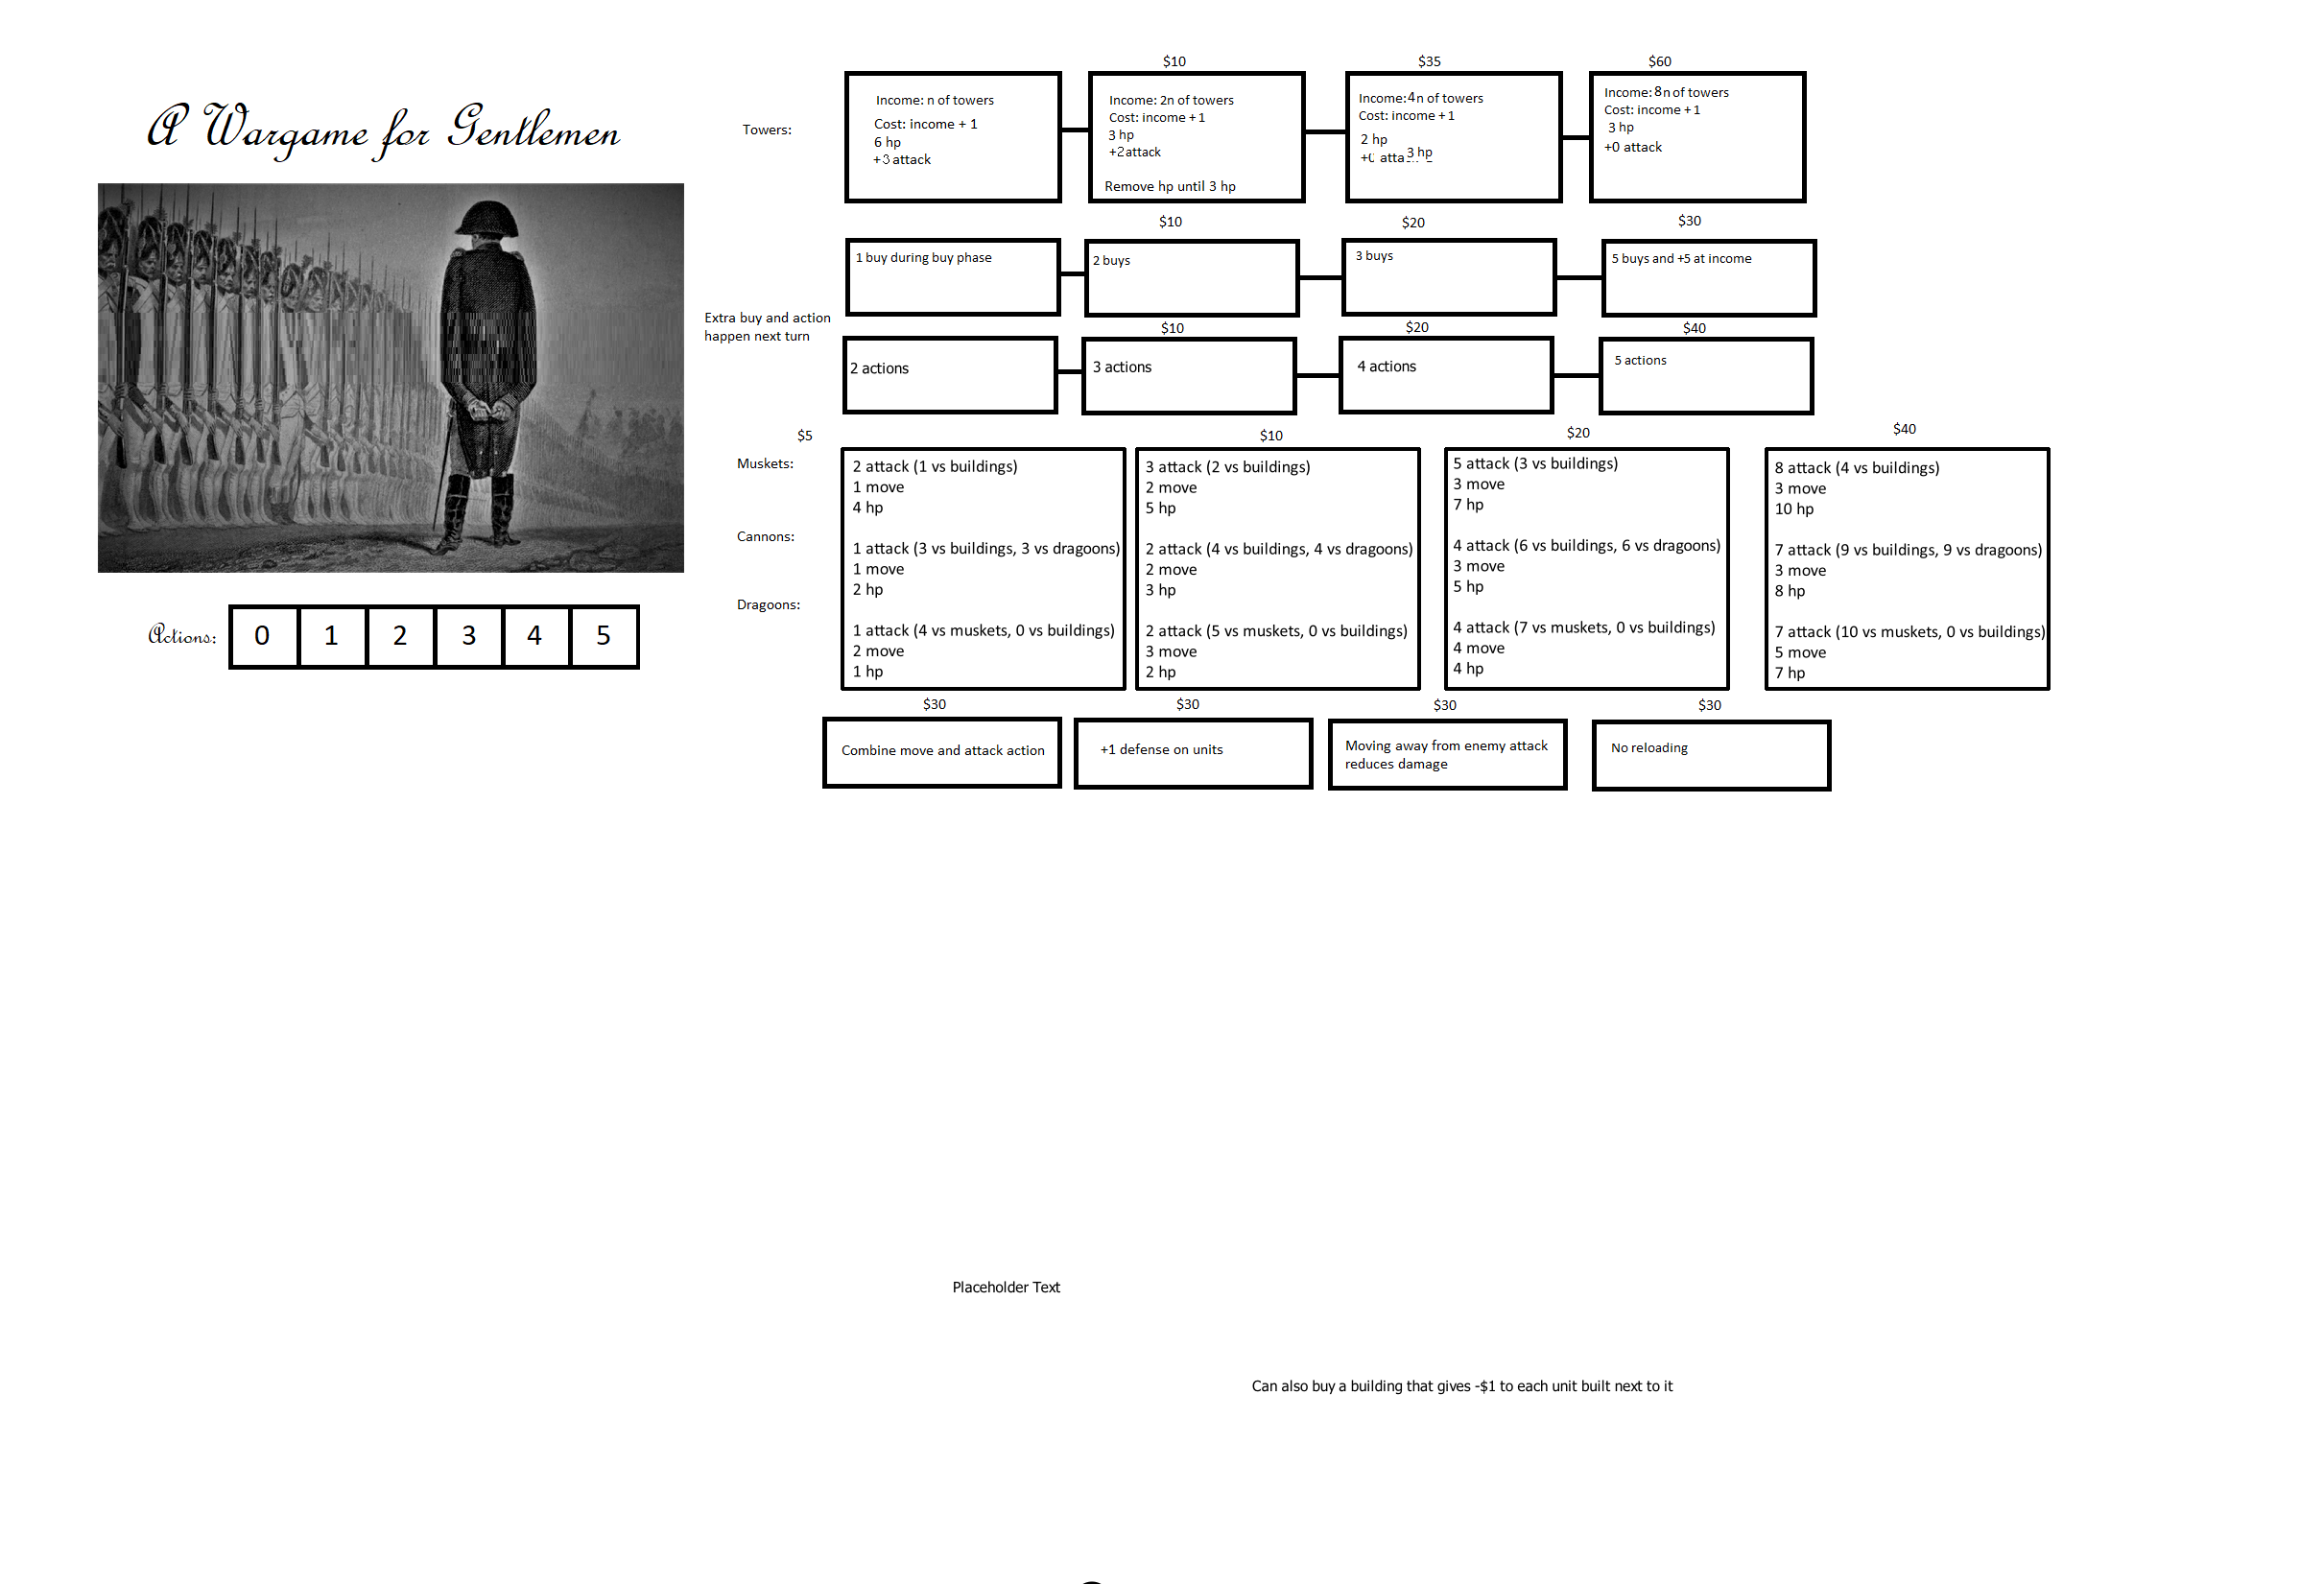 A Wargame for Gentlemen
Actions: 0 1 2 3 4 5
Towers:
Income: n of towers
Cost: income + 1
6 hp
+3 attack
$10
Income: 2n of towers
Cost: income + 1
3 hp
+2 attack
Remove hp until 3 hp
$35
Income: 4n of towers
Cost: income + 1
2 hp
3 hp
$60
Income: 8n of towers
Cost: income + 1
3 hp
+0 attack
Extra buy and action
happen next turn
1 buy during buy phase
$10
2 buys
$20
3 buys
$30
5 buys and +5 at income
2 actions
$10
3 actions
$20
4 actions
$40
5 actions
Muskets:
Cannons:
Dragoons:
$5
2 attack (1 vs buildings)
1 move
4 hp
1 attack (3 vs buildings, 3 vs dragoons)
1 move
2 hp
1 attack (4 vs muskets, 0 vs buildings)
2 move
1 hp
$10
3 attack (2 vs buildings)
2 move
5 hp
2 attack (4 vs buildings, 4 vs dragoons)
2 move
3 hp
2 attack (5 vs muskets, 0 vs buildings)
3 move
2 hp
$20
5 attack (3 vs buildings)
3 move
7 hp
4 attack (6 vs buildings, 6 vs dragoons)
3 move
5 hp
4 attack (7 vs muskets, 0 vs buildings)
4 move
4 hp
$40
8 attack (4 vs buildings)
3 move
10 hp
7 attack (9 vs buildings, 9 vs dragoons)
3 move
8 hp
7 attack (10 vs muskets, 0 vs buildings)
5 move
7 hp
$30
Combine move and attack action
$30
+1 defense on units
$30
Moving away from enemy attack
reduces damage
$30
No reloading
Placeholder Text
Can also buy a building that gives -$1 to each unit built next to it